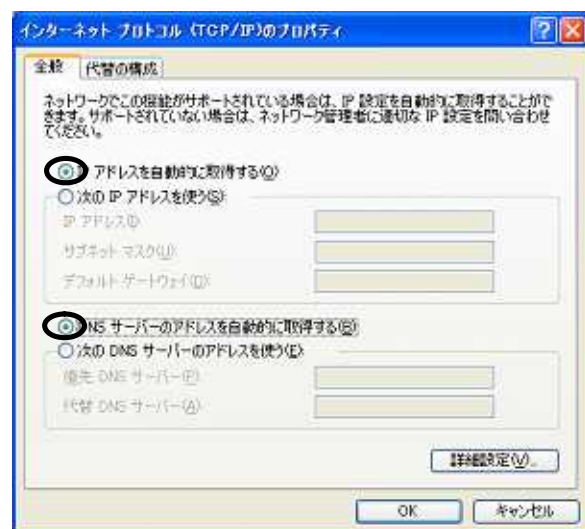 インターネット プロトコル (TCP/IP)のプロパティ
全般
代替の構成
ネットワークでこの機能がサポートされている場合は、IP 設定を自動的に取得することがで
きます。サポートされていない場合は、ネットワーク管理者に適切な IP 設定を問い合わせ
てください。
アドレスを自動的に取得する(O)
次の IP アドレスを使う(S):
IP アドレス(I):
サブネット マスク(U):
デフォルト ゲートウェイ(D):
DNS サーバーのアドレスを自動的に取得する(B)
次の DNS サーバーのアドレスを使う(E):
優先 DNS サーバー(P):
代替 DNS サーバー(A):
詳細設定(V)...
OK
キャンセル